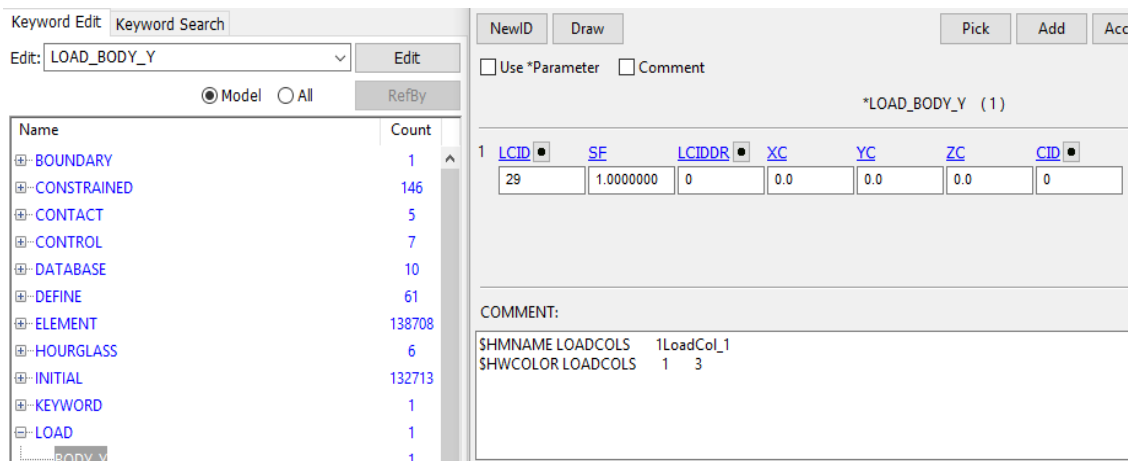 Keyword Edit Keyword Search
Edit: LOAD_BODY_Y Edit
Model All RefBy
Name Count
BOUNDARY 1
CONSTRAINED 146
CONTACT 5
CONTROL 7
DATABASE 10
DEFINE 61
ELEMENT 138708
HOURGLASS 6
INITIAL 132713
KEYWORD 1
LOAD 1
BODY_Y 1
NewID Draw Pick Add Acc
Use *Parameter Comment
*LOAD_BODY_Y (1)
1 LCID SF LCIDDR XC YC ZC CID
29 1.0000000 0 0.0 0.0 0.0 0
COMMENT:
$HMNAME LOADCOLS 1LoadCol_1
$HWCOLOR LOADCOLS 1 3